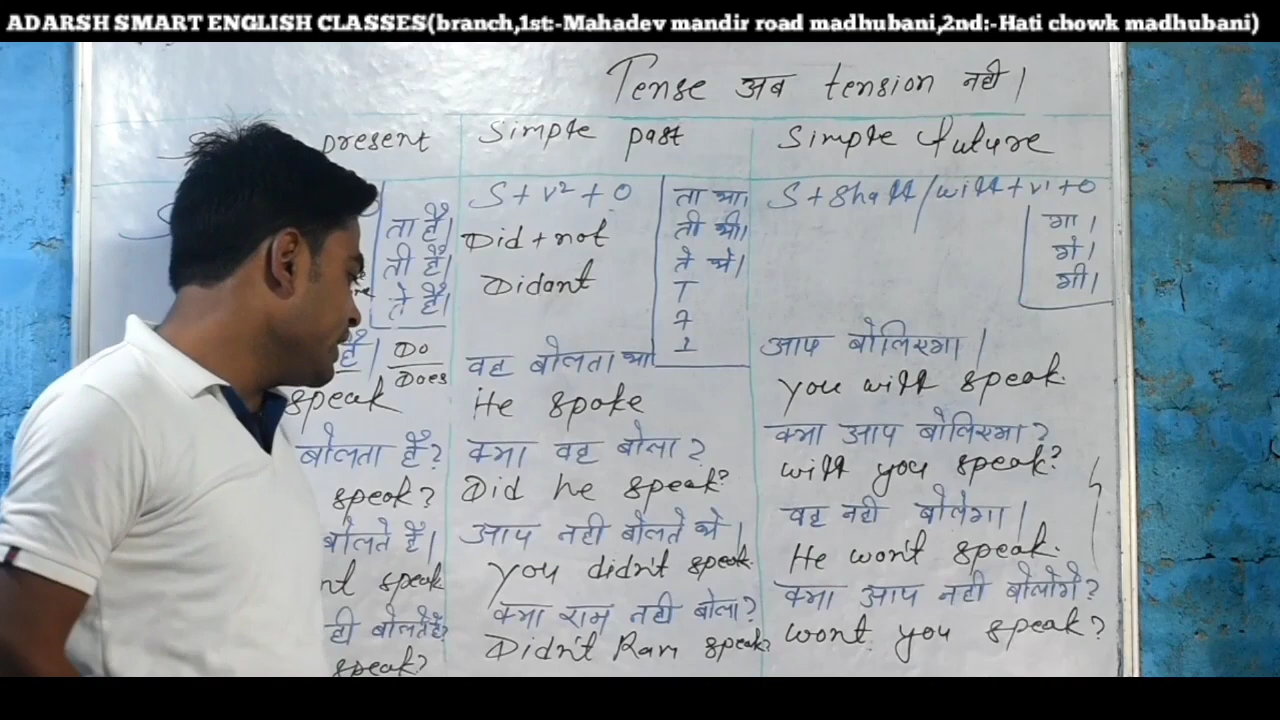 ADARSH SMART ENGLISH CLASSES(branch,1st:-Mahadev mandir road madhubani,2nd:-Hati chowk madhubani)
Tense अब tension नही।
present
ता हैं।
ती हैं।
ते हैं।
हैं।
Do
Does
speak
बोलता हैं?
speak?
बोलते हैं।
n't speak
ही बोलतेहैं?
speak?
Simple past
S + V² + O
ता था।
ती थी।
ते थे।
Did + not
Didant
वह बोलता था
He spoke
क्या वह बोला?
Did he speak?
आप नही बोलते थे।
you didn't speak.
क्या राम नही बोला?
Didn't Ram speak?
Simple future
S + Shall/will + V¹ + O
गा।
गे।
गी।
आप बोलिएगा।
you will speak.
क्या आप बोलिएगा?
will you speak?
वह नही बोलेगा।
He won't speak.
क्या आप नही बोलोगे?
wont you speak?